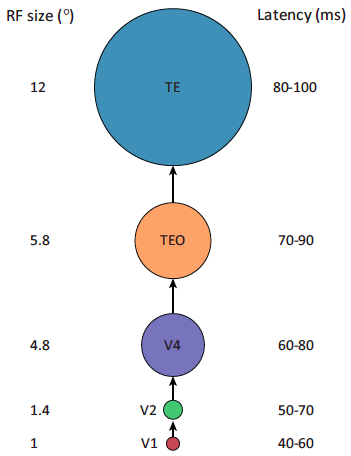 RF size (°) Latency (ms)
12 TE 80-100
5.8 TEO 70-90
4.8 V4 60-80
1.4 V2 50-70
1 V1 40-60